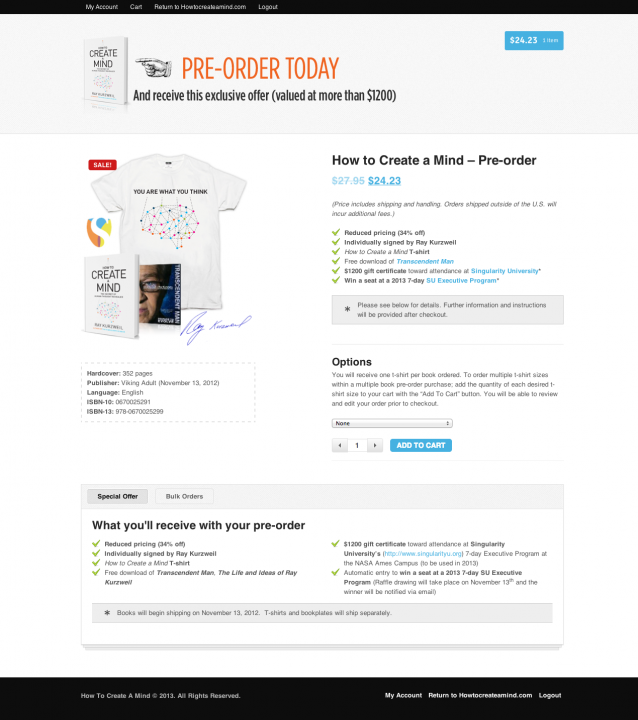 My Account Cart Return to Howtocreateamind.com Logout
$24.23 1 item
HOW TO
CREATE
A
MIND
RAY KURZWEIL
PRE-ORDER TODAY
And receive this exclusive offer (valued at more than $1200)
SALE!
YOU ARE WHAT YOU THINK
HOW TO
CREATE
A
MIND
RAY KURZWEIL
TRANSCENDENT MAN
Ray Kurzweil
Hardcover: 352 pages
Publisher: Viking Adult (November 13, 2012)
Language: English
ISBN-10: 0670025291
ISBN-13: 978-0670025299
How to Create a Mind – Pre-order
$27.95 $24.23
(Price includes shipping and handling. Orders shipped outside of the U.S. will
incur additional fees.)
Reduced pricing (34% off)
Individually signed by Ray Kurzweil
How to Create a Mind T-shirt
Free download of Transcendent Man
$1200 gift certificate toward attendance at Singularity University*
Win a seat at a 2013 7-day SU Executive Program*
* Please see below for details. Further information and instructions
will be provided after checkout.
Options
You will receive one t-shirt per book ordered. To order multiple t-shirt sizes
within a multiple book pre-order purchase; add the quantity of each desired t-
shirt size to your cart with the "Add To Cart" button. You will be able to review
and edit your order prior to checkout.
None
1 ADD TO CART
Special Offer Bulk Orders
What you'll receive with your pre-order
Reduced pricing (34% off)
Individually signed by Ray Kurzweil
How to Create a Mind T-shirt
Free download of Transcendent Man, The Life and Ideas of Ray
Kurzweil
$1200 gift certificate toward attendance at Singularity
University's (http://www.singularityu.org) 7-day Executive Program at
the NASA Ames Campus (to be used in 2013)
Automatic entry to win a seat at a 2013 7-day SU Executive
Program (Raffle drawing will take place on November 13th and the
winner will be notified via email)
* Books will begin shipping on November 13, 2012. T-shirts and bookplates will ship separately.
How To Create A Mind © 2013. All Rights Reserved.
My Account Return to Howtocreateamind.com Logout